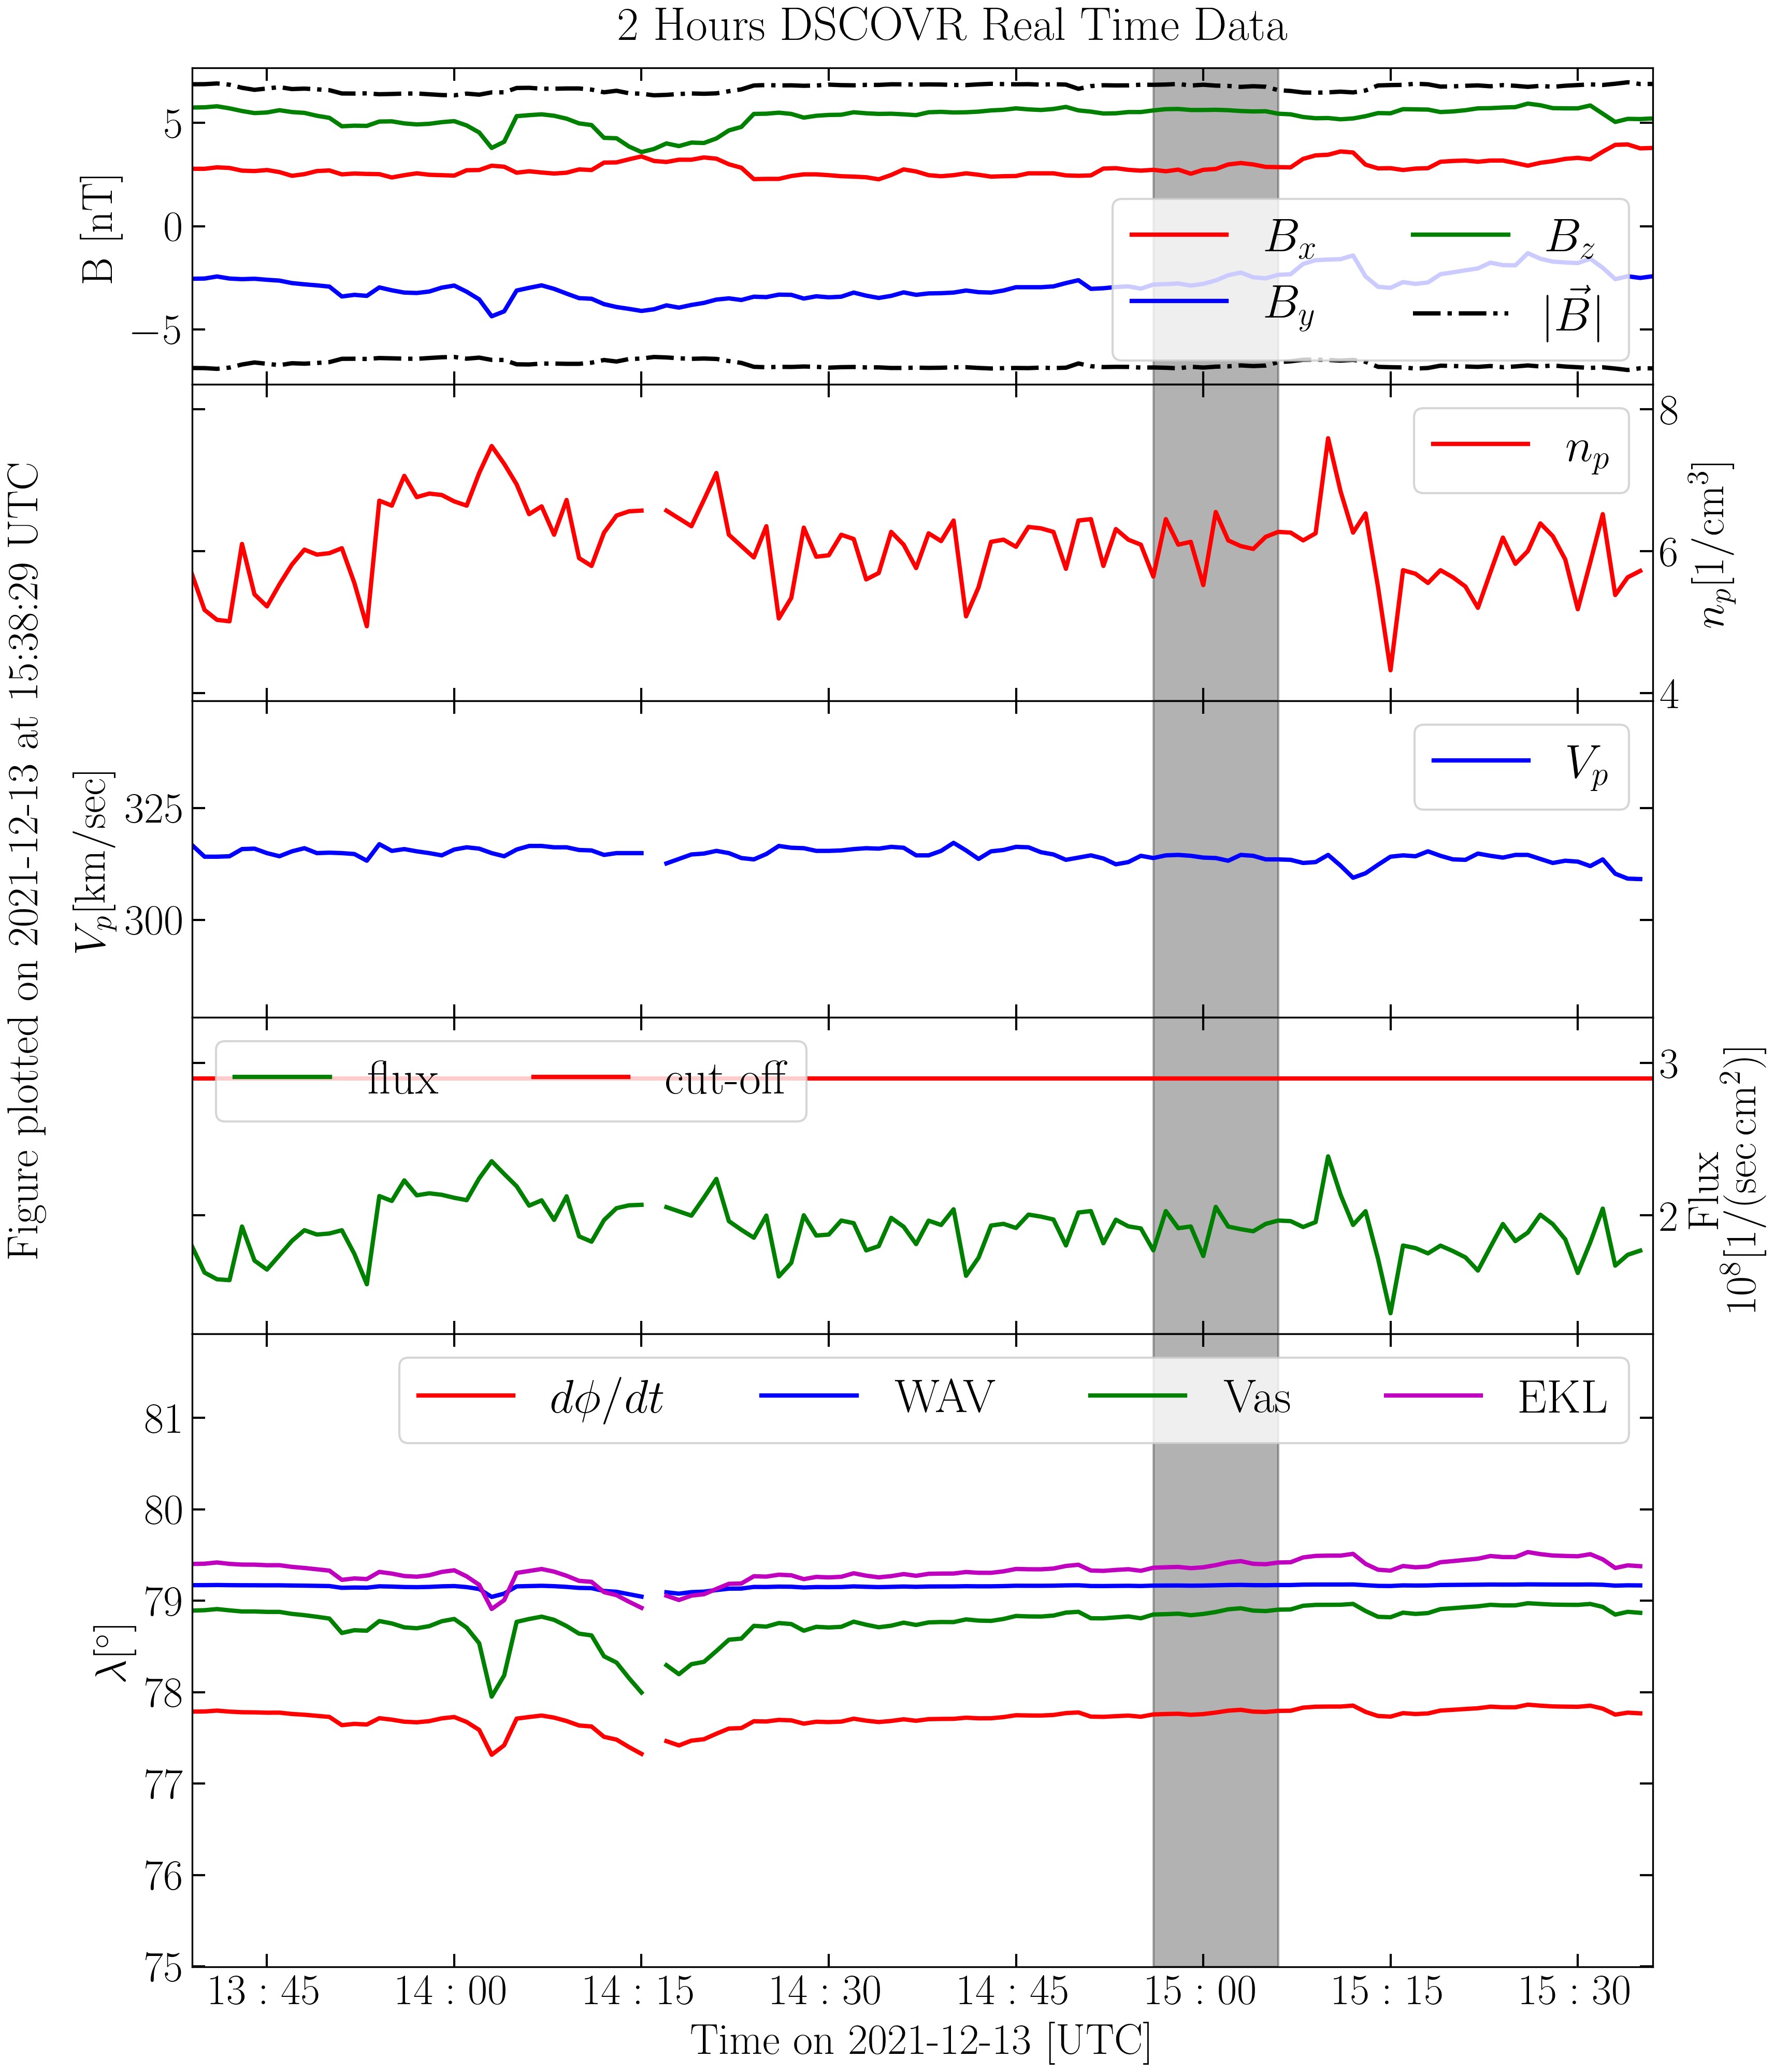 2 Hours DSCOVR Real Time Data
Figure plotted on 2021-12-13 at 15:38:29 UTC
B [nT]
5
0
−5
B_x
B_y
B_z
|B⃗|
n_p
8
6
4
n_p[1/cm³]
V_p
V_p[km/sec]
325
300
flux
cut-off
3
2
Flux
10⁸[1/(sec cm²)]
dϕ/dt
WAV
Vas
EKL
λ[°]
81
80
79
78
77
76
75
13 : 45
14 : 00
14 : 15
14 : 30
14 : 45
15 : 00
15 : 15
15 : 30
Time on 2021-12-13 [UTC]